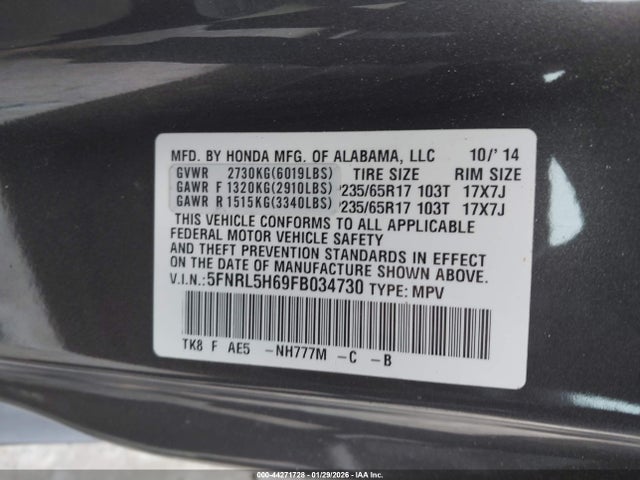 MFD. BY HONDA MFG. OF ALABAMA, LLC 10/' 14
GVWR 2730KG(6019LBS) TIRE SIZE RIM SIZE
GAWR F 1320KG(2910LBS) P235/65R17 103T 17X7J
GAWR R 1515KG(3340LBS) P235/65R17 103T 17X7J
THIS VEHICLE CONFORMS TO ALL APPLICABLE
FEDERAL MOTOR VEHICLE SAFETY
AND THEFT PREVENTION STANDARDS IN EFFECT
ON THE DATE OF MANUFACTURE SHOWN ABOVE.
V.I.N.:5FNRL5H69FB034730 TYPE: MPV
TK8 F AE5 -NH777M -C -B
000-44271728 - 01/29/2026 - IAA Inc.